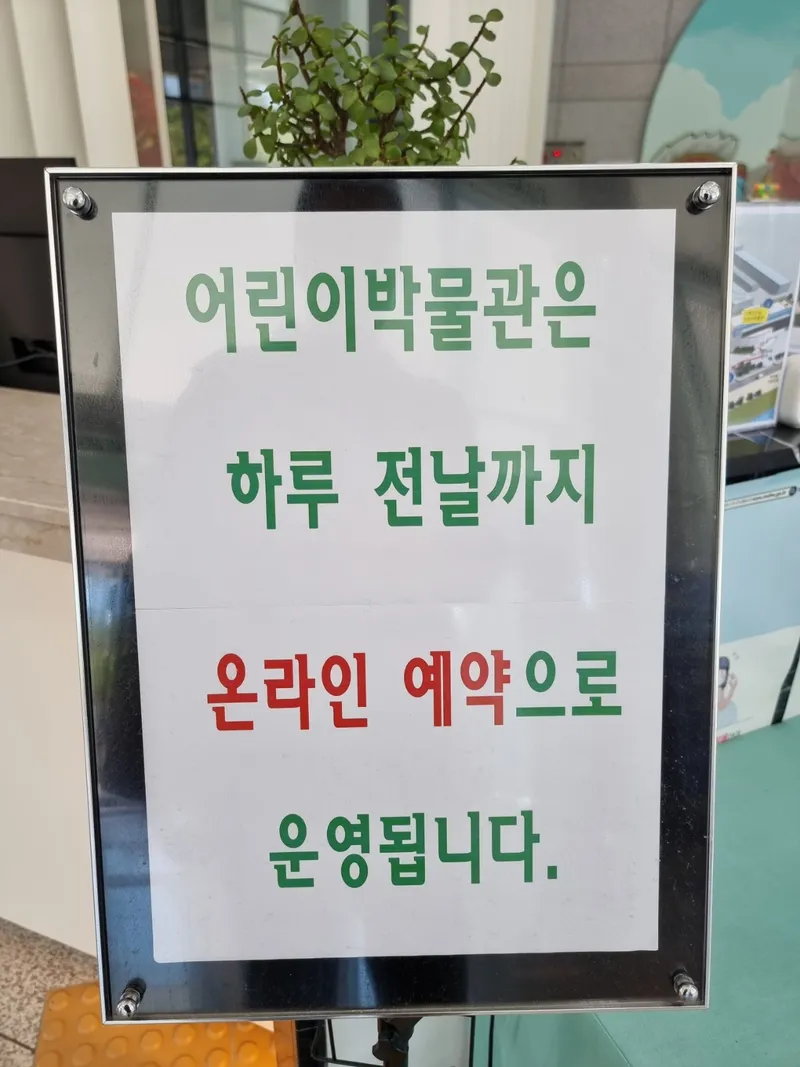 어린이박물관은
하루 전날까지
온라인 예약으로
운영됩니다.